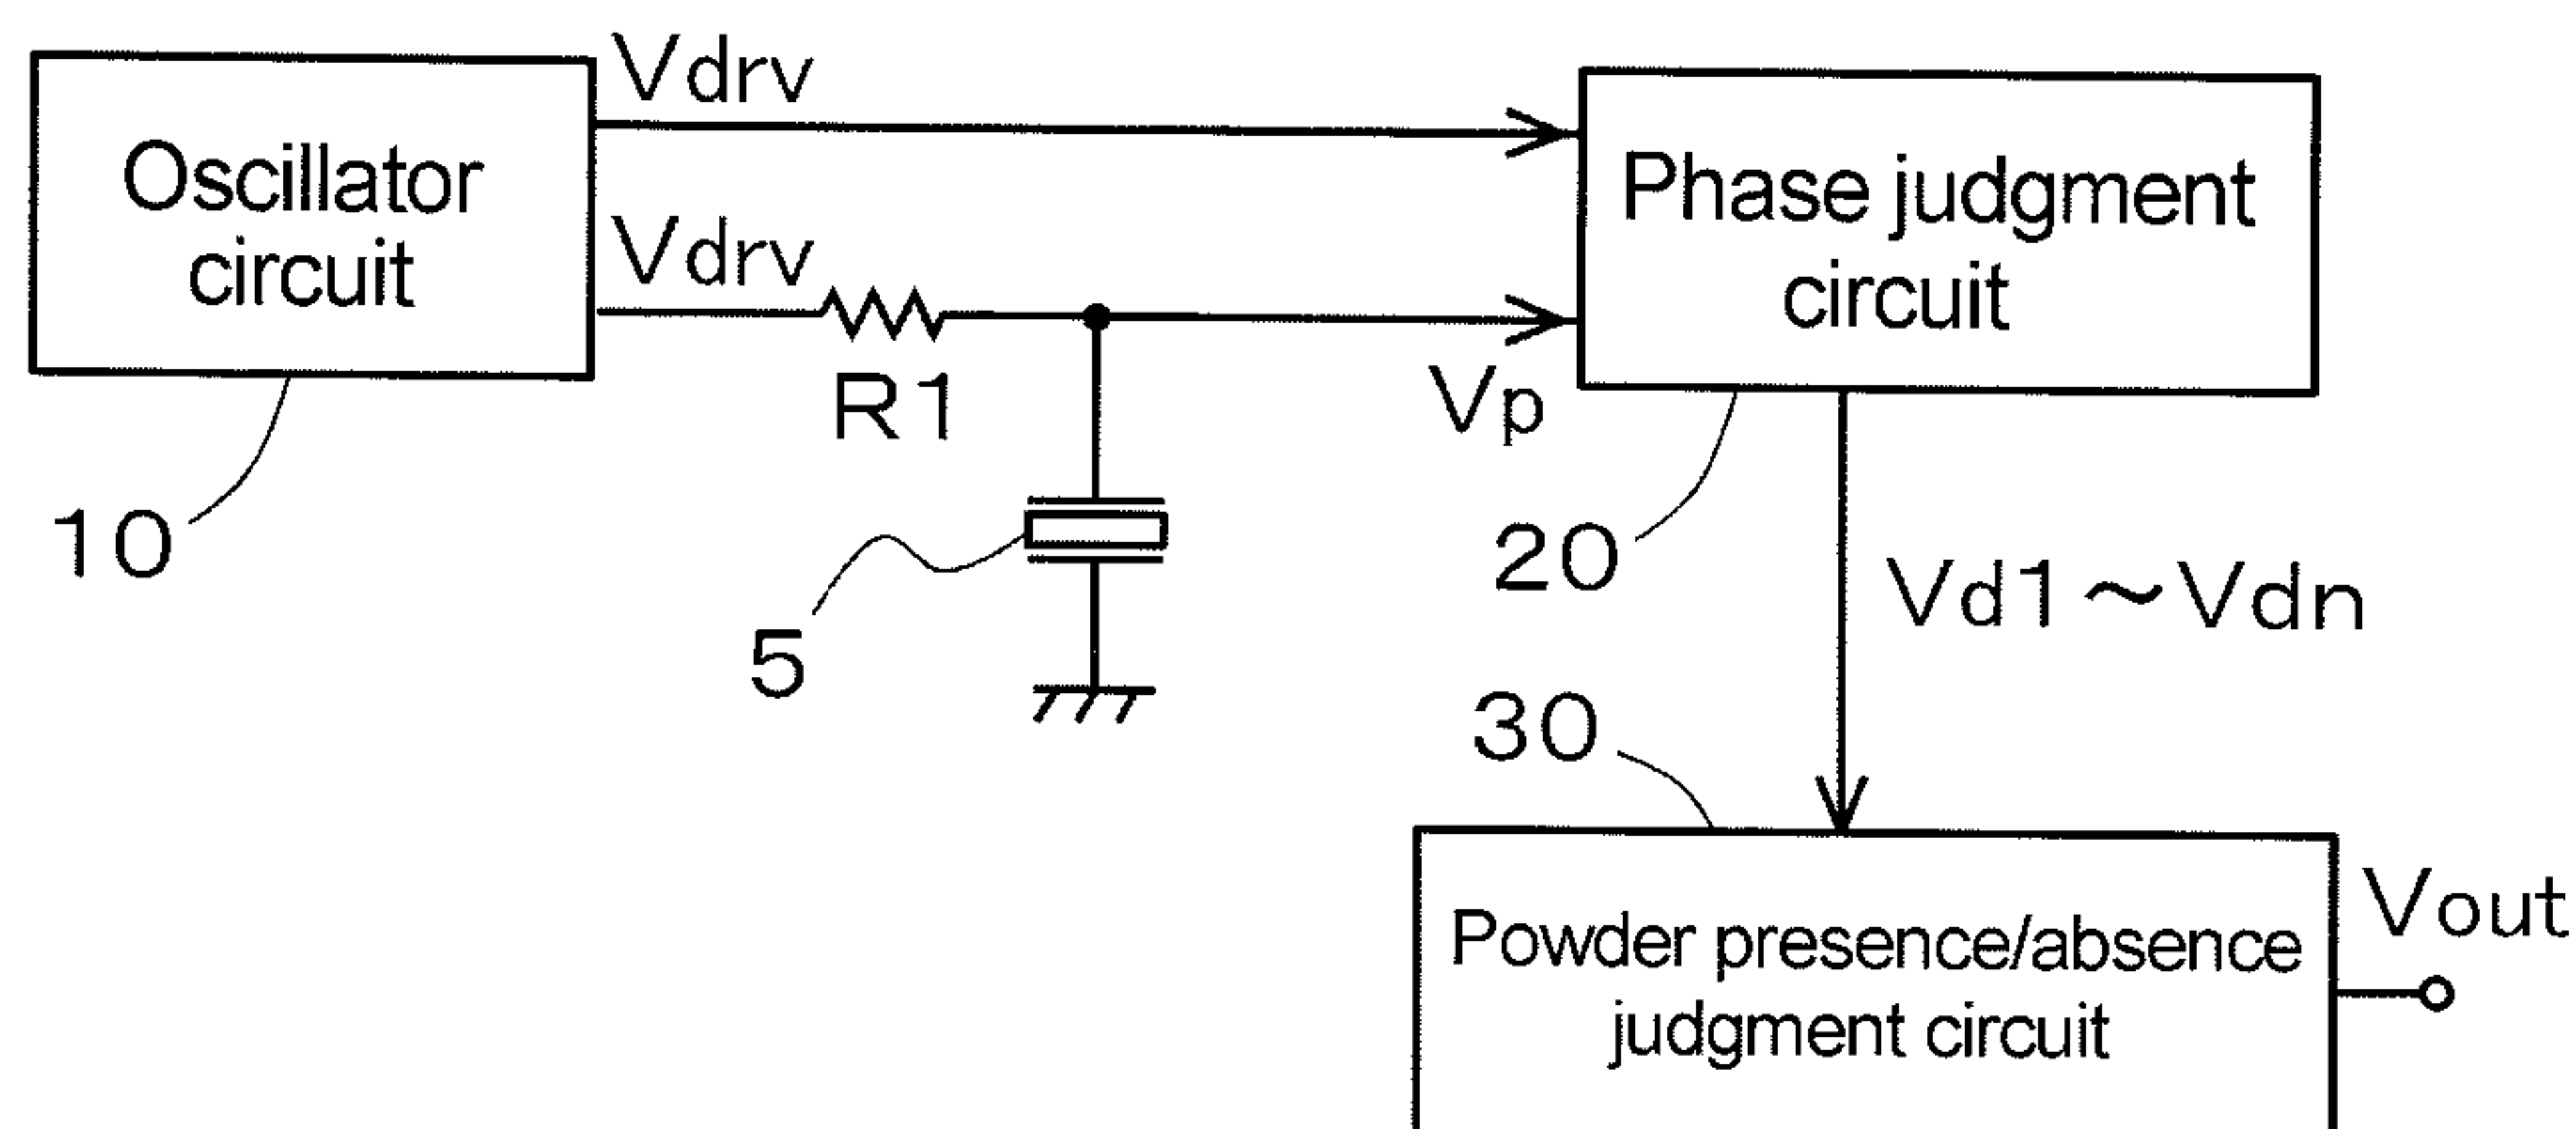 Vdrv
Oscillator
circuit
Vdrv
Phase judgment
circuit
R1
Vp
10
5
20
Vd1~Vdn
30
Vout
Powder presence/absence
judgment circuit